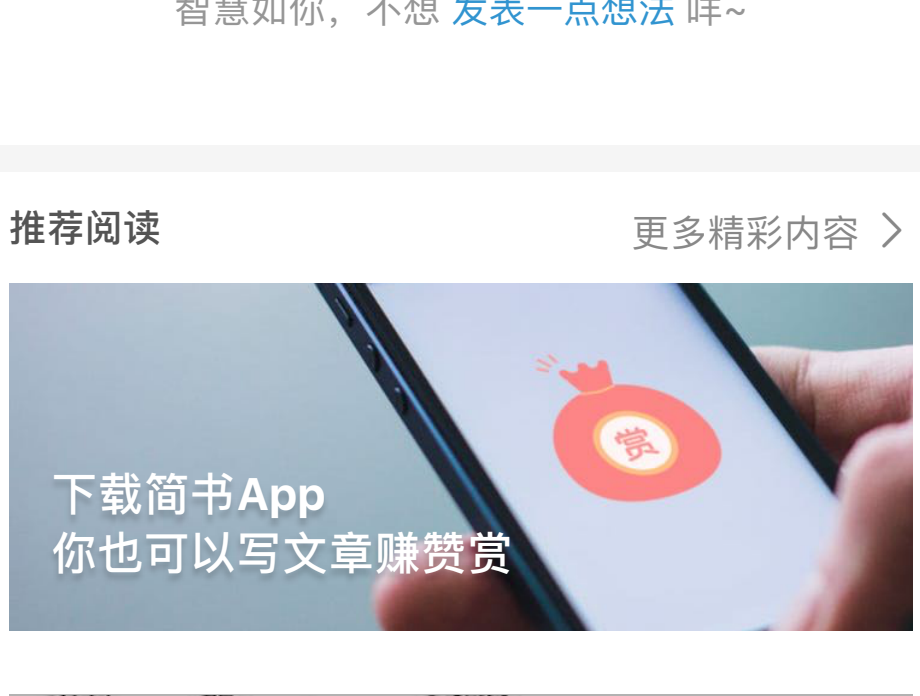 智慧如你，不想 发表一点想法 咩~
推荐阅读
更多精彩内容
赏
下载简书App
你也可以写文章赚赞赏